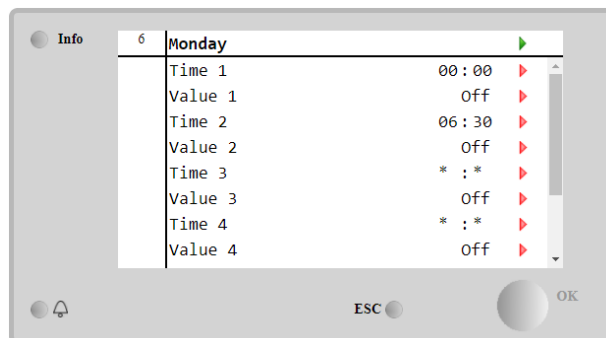 Info
6 Monday
Time 1 00:00
Value 1 Off
Time 2 06:30
Value 2 Off
Time 3 * :*
Value 3 Off
Time 4 * :*
Value 4 Off
ESC
OK